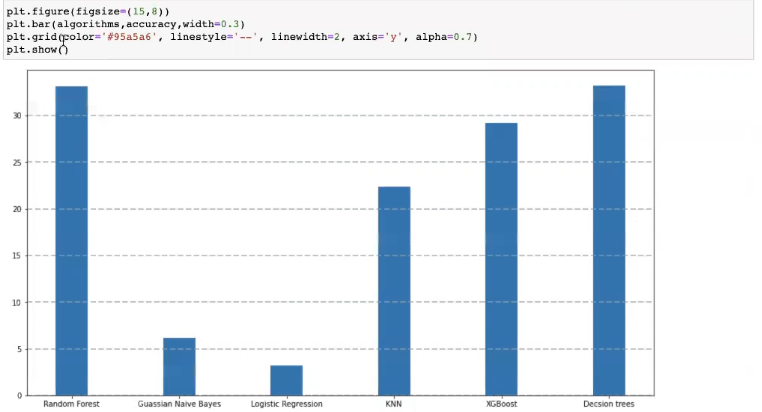 plt.figure(figsize=(15,8))
plt.bar(algorithms,accuracy,width=0.3)
plt.grid(color='#95a5a6', linestyle='--', linewidth=2, axis='y', alpha=0.7)
plt.show()
30
25
20
15
10
5
0
Random Forest Guassian Naive Bayes Logistic Regression KNN XGBoost Decsion trees